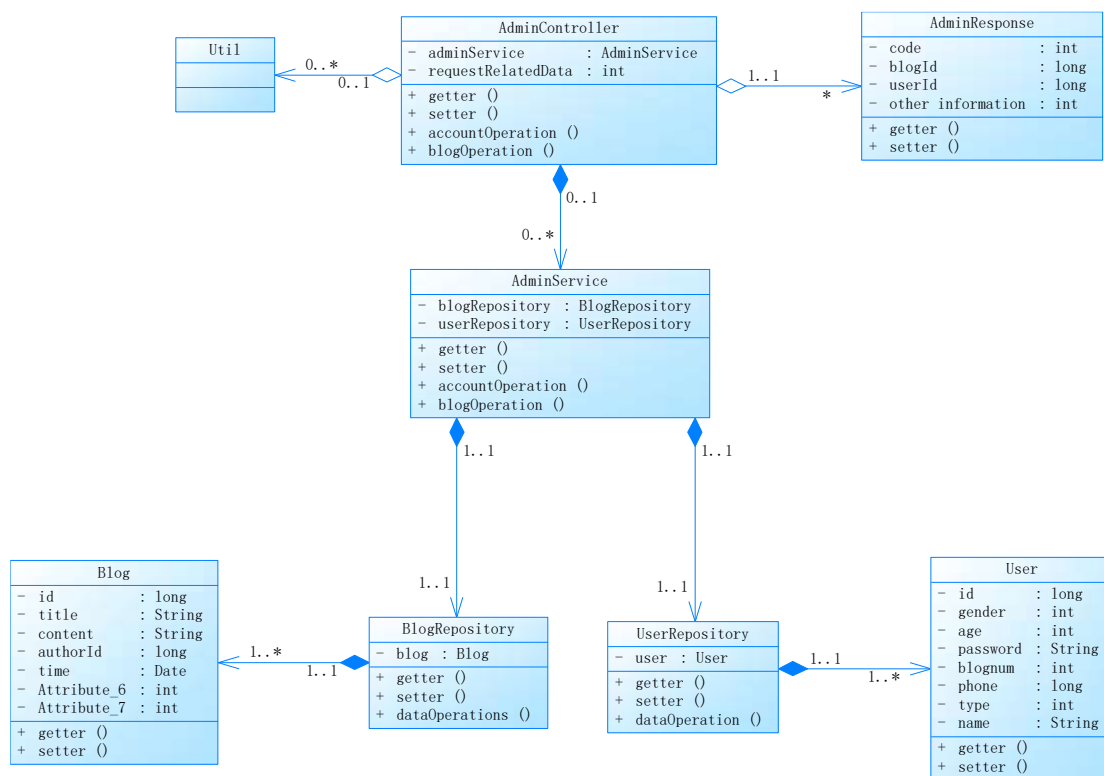 AdminController
- adminService : AdminService
- requestRelatedData : int
+ getter ()
+ setter ()
+ accountOperation ()
+ blogOperation ()
Util
0..*
0..1
AdminResponse
- code : int
- blogId : long
- userId : long
- other information : int
+ getter ()
+ setter ()
1..1
*
0..1
0..*
AdminService
- blogRepository : BlogRepository
- userRepository : UserRepository
+ getter ()
+ setter ()
+ accountOperation ()
+ blogOperation ()
1..1
1..1
1..1
1..1
Blog
- id : long
- title : String
- content : String
- authorId : long
- time : Date
- Attribute_6 : int
- Attribute_7 : int
+ getter ()
+ setter ()
1..*
1..1
BlogRepository
- blog : Blog
+ getter ()
+ setter ()
+ dataOperations ()
UserRepository
- user : User
+ getter ()
+ setter ()
+ dataOperation ()
1..1
1..*
User
- id : long
- gender : int
- age : int
- password : String
- blognum : int
- phone : long
- type : int
- name : String
+ getter ()
+ setter ()